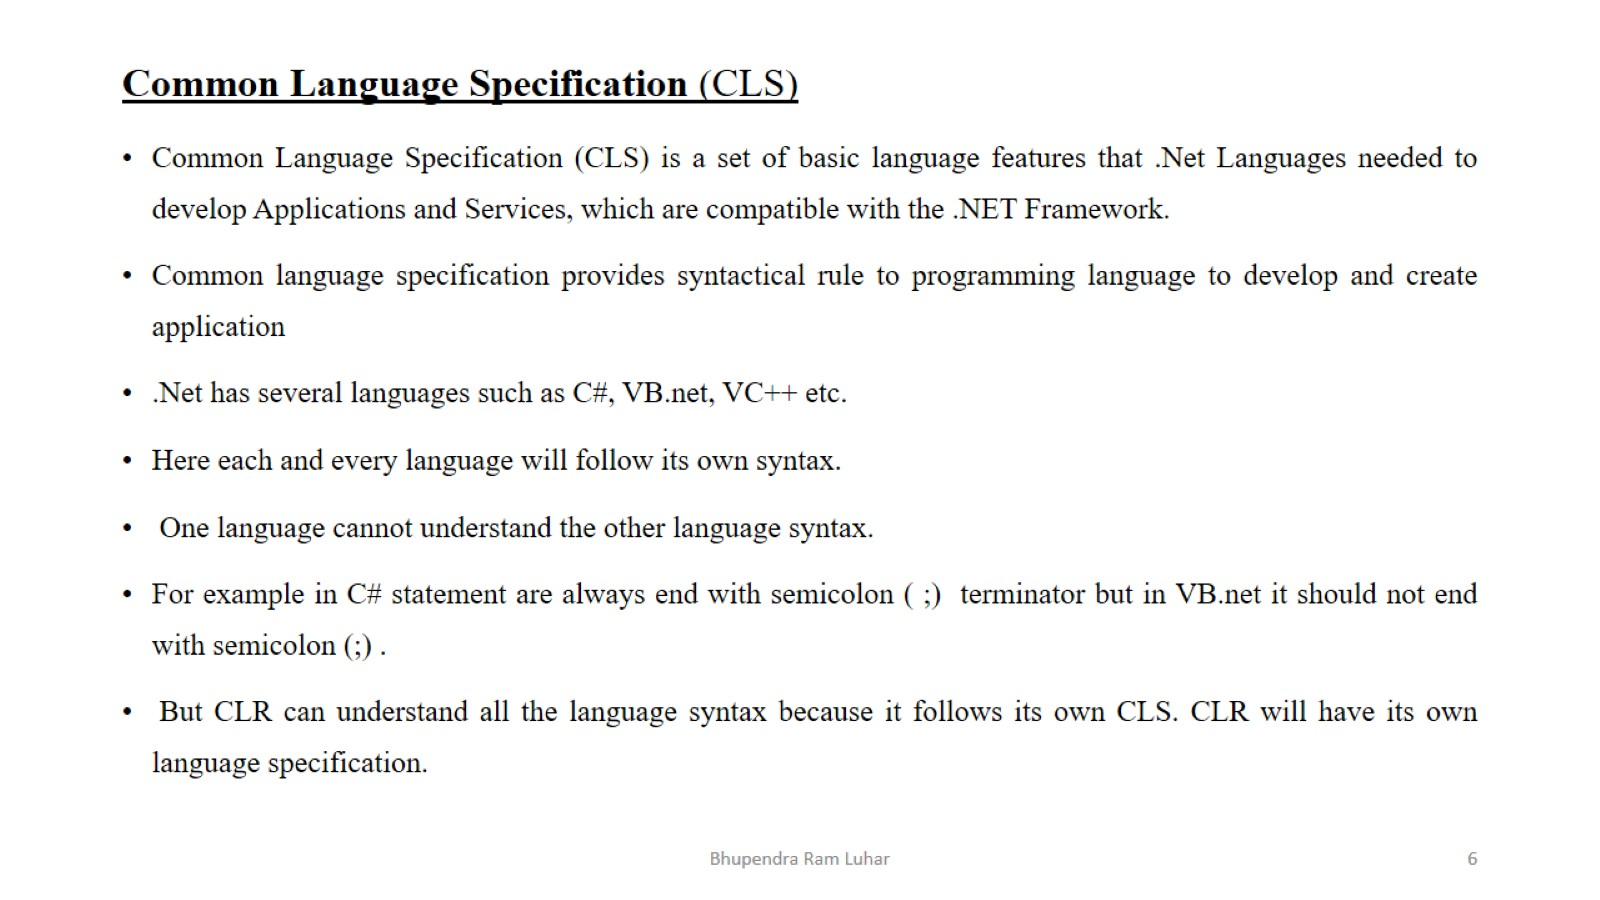 Common Language Specification (CLS)
• Common Language Specification (CLS) is a set of basic language features that .Net Languages needed to
develop Applications and Services, which are compatible with the .NET Framework.
• Common language specification provides syntactical rule to programming language to develop and create
application
• .Net has several languages such as C#, VB.net, VC++ etc.
• Here each and every language will follow its own syntax.
• One language cannot understand the other language syntax.
• For example in C# statement are always end with semicolon ( ;) terminator but in VB.net it should not end
with semicolon (;) .
• But CLR can understand all the language syntax because it follows its own CLS. CLR will have its own
language specification.
Bhupendra Ram Luhar
6